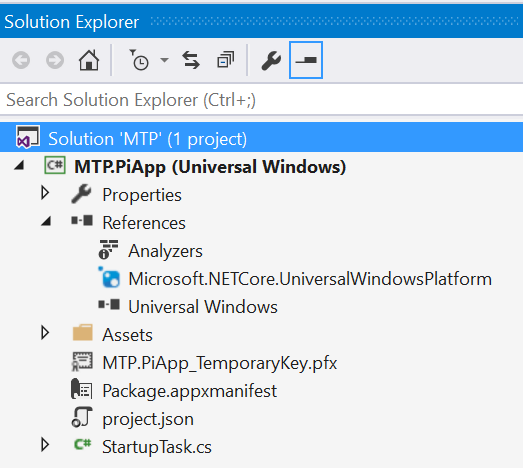 Solution Explorer
Search Solution Explorer (Ctrl+;)
Solution 'MTP' (1 project)
C# MTP.PiApp (Universal Windows)
Properties
References
Analyzers
Microsoft.NETCore.UniversalWindowsPlatform
Universal Windows
Assets
MTP.PiApp_TemporaryKey.pfx
Package.appxmanifest
project.json
C# StartupTask.cs